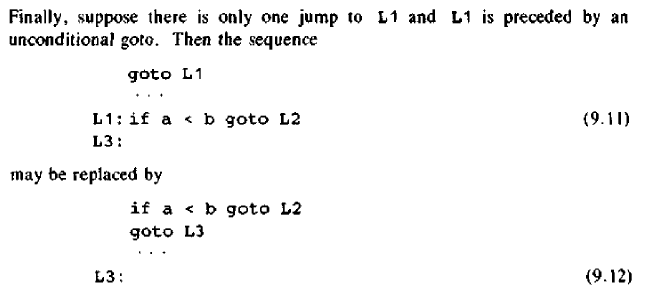 Finally, suppose there is only one jump to L1 and L1 is preceded by an
unconditional goto. Then the sequence
goto L1
. . .
L1: if a < b goto L2 (9.11)
L3:
may be replaced by
if a < b goto L2
goto L3
. . .
L3: (9.12)